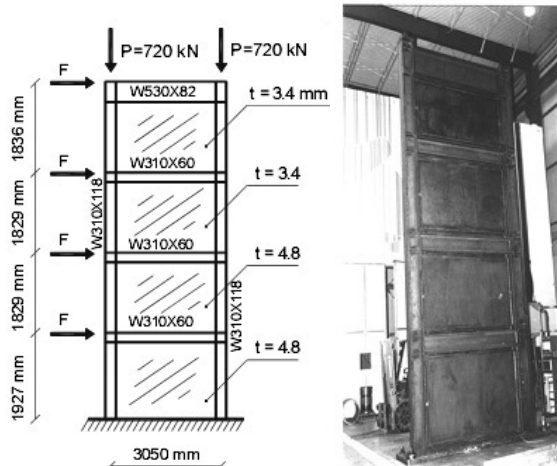 P=720 kN
P=720 kN
F
W530X82
t = 3.4 mm
1836 mm
F
W310X60
t = 3.4
1829 mm
W310X118
F
W310X60
t = 4.8
1829 mm
F
W310X60
W310X118
t = 4.8
1927 mm
3050 mm